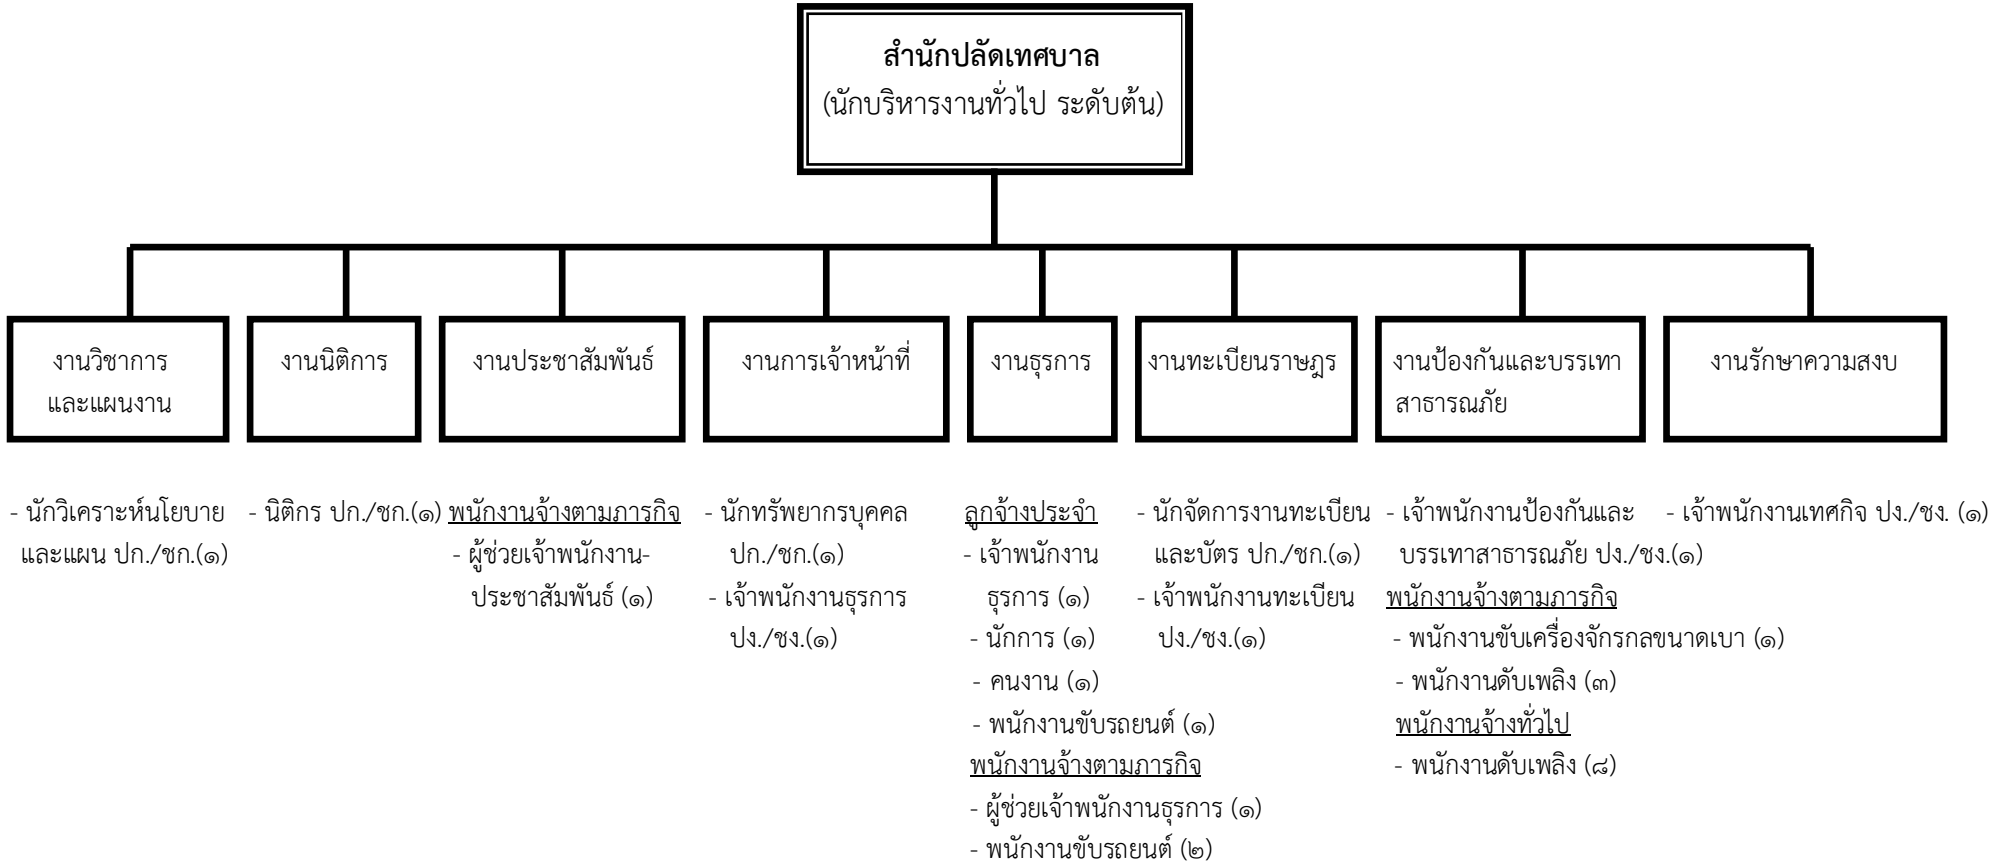 สำนักปลัดเทศบาล
(นักบริหารงานทั่วไป ระดับต้น)
งานวิชาการ
และแผนงาน
งานนิติการ
งานประชาสัมพันธ์
งานการเจ้าหน้าที่
งานธุรการ
งานทะเบียนราษฎร
งานป้องกันและบรรเทา
สาธารณภัย
งานรักษาความสงบ
- นักวิเคราะห์นโยบาย
และแผน ปก./ชก.(๑)
- นิติกร ปก./ชก.(๑)
พนักงานจ้างตามภารกิจ
- ผู้ช่วยเจ้าพนักงาน-
ประชาสัมพันธ์ (๑)
- นักทรัพยากรบุคคล
ปก./ชก.(๑)
- เจ้าพนักงานธุรการ
ปง./ชง.(๑)
ลูกจ้างประจำ
- เจ้าพนักงาน
ธุรการ (๑)
- นักการ (๑)
- คนงาน (๑)
- พนักงานขับรถยนต์ (๑)
พนักงานจ้างตามภารกิจ
- ผู้ช่วยเจ้าพนักงานธุรการ (๑)
- พนักงานขับรถยนต์ (๒)
- นักจัดการงานทะเบียน
และบัตร ปก./ชก.(๑)
- เจ้าพนักงานทะเบียน
ปง./ชง.(๑)
- เจ้าพนักงานป้องกันและ
บรรเทาสาธารณภัย ปง./ชง.(๑)
พนักงานจ้างตามภารกิจ
- พนักงานขับเครื่องจักรกลขนาดเบา (๑)
- พนักงานดับเพลิง (๓)
พนักงานจ้างทั่วไป
- พนักงานดับเพลิง (๘)
- เจ้าพนักงานเทศกิจ ปง./ชง. (๑)